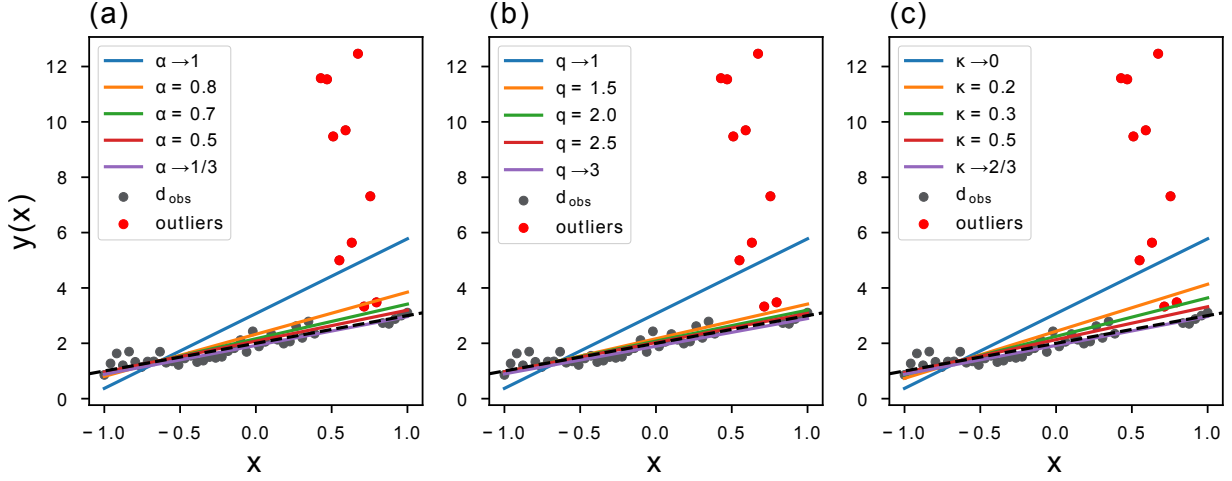 (a)
α →1
α = 0.8
α = 0.7
α = 0.5
α →1/3
d obs
outliers
y(x)
12
10
8
6
4
2
0
−1.0 −0.5 0.0 0.5 1.0
x
(b)
q →1
q = 1.5
q = 2.0
q = 2.5
q →3
d obs
outliers
12
10
8
6
4
2
0
−1.0 −0.5 0.0 0.5 1.0
x
(c)
κ →0
κ = 0.2
κ = 0.3
κ = 0.5
κ →2/3
d obs
outliers
12
10
8
6
4
2
0
−1.0 −0.5 0.0 0.5 1.0
x